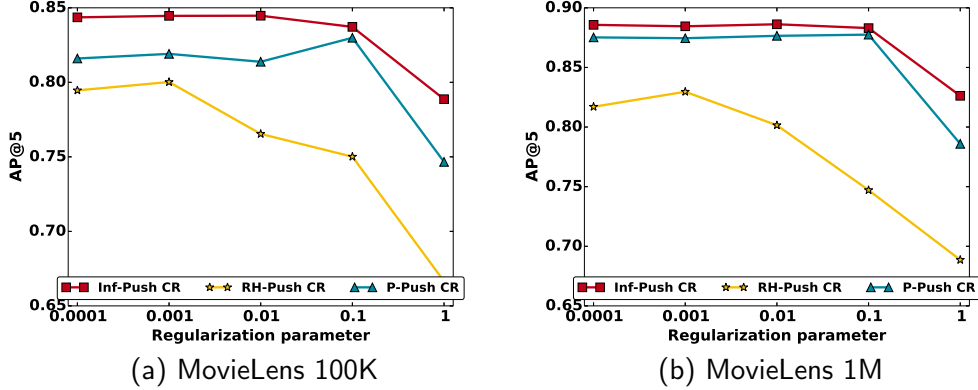 0.85
0.80
0.75
0.70
0.65
AP@5
Inf-Push CR RH-Push CR P-Push CR
0.0001 0.001 0.01 0.1 1
Regularization parameter
(a) MovieLens 100K
0.90
0.85
0.80
0.75
0.70
0.65
AP@5
Inf-Push CR RH-Push CR P-Push CR
0.0001 0.001 0.01 0.1 1
Regularization parameter
(b) MovieLens 1M